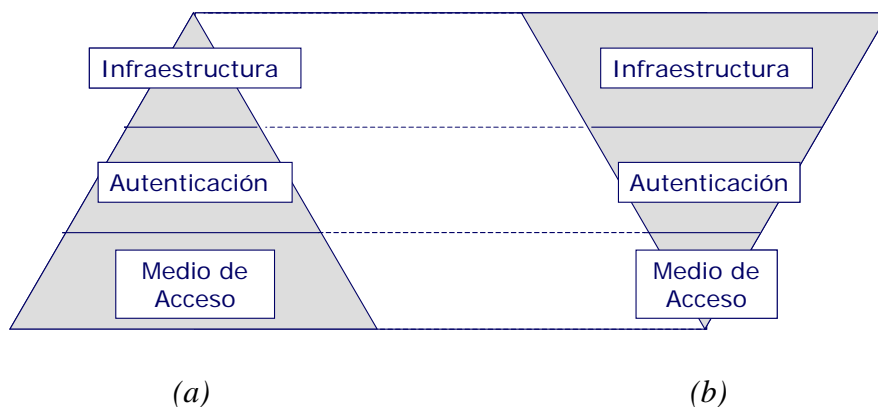 Infraestructura
Infraestructura
Autenticación
Autenticación
Medio de
Acceso
Medio de
Acceso
(a)
(b)